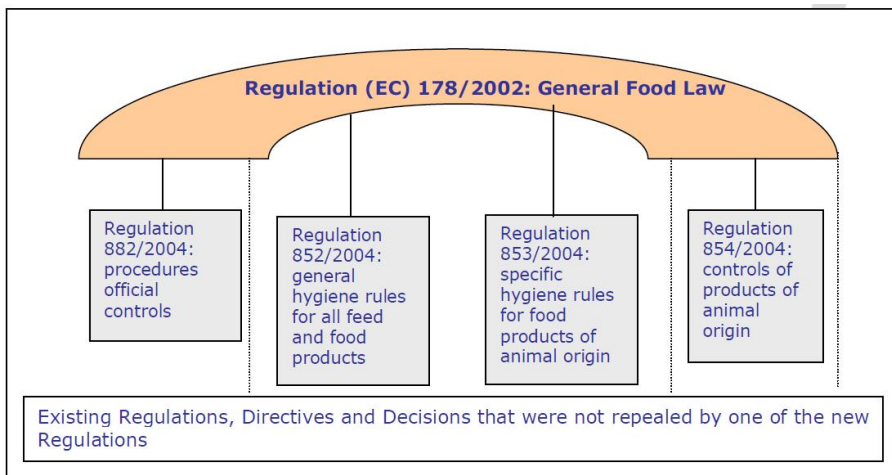 Regulation (EC) 178/2002: General Food Law
Regulation
882/2004:
procedures
official
controls
Regulation
852/2004:
general
hygiene rules
for all feed
and food
products
Regulation
853/2004:
specific
hygiene rules
for food
products of
animal origin
Regulation
854/2004:
controls of
products of
animal
origin
Existing Regulations, Directives and Decisions that were not repealed by one of the new
Regulations